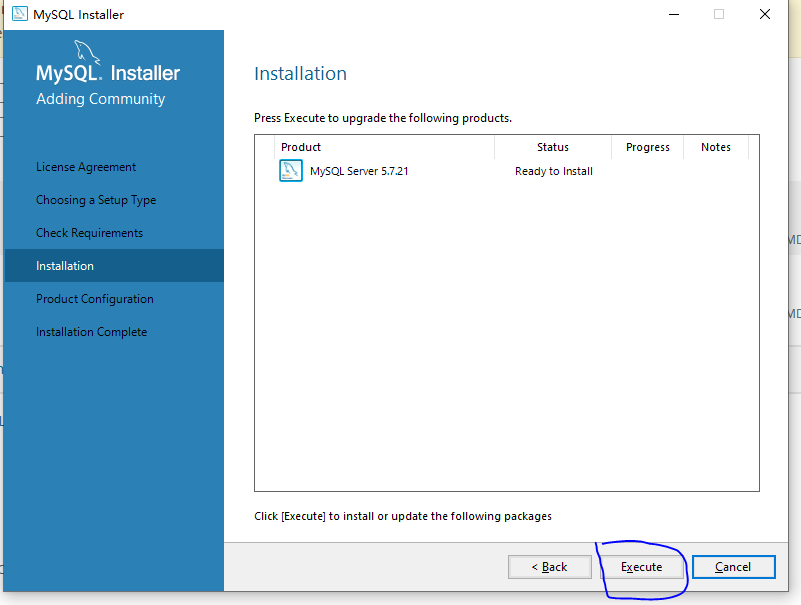 MySQL Installer
MySQL. Installer
Adding Community
License Agreement
Choosing a Setup Type
Check Requirements
Installation
Product Configuration
Installation Complete
Installation
Press Execute to upgrade the following products.
Product Status Progress Notes
MySQL Server 5.7.21 Ready to Install
Click [Execute] to install or update the following packages
< Back Execute Cancel